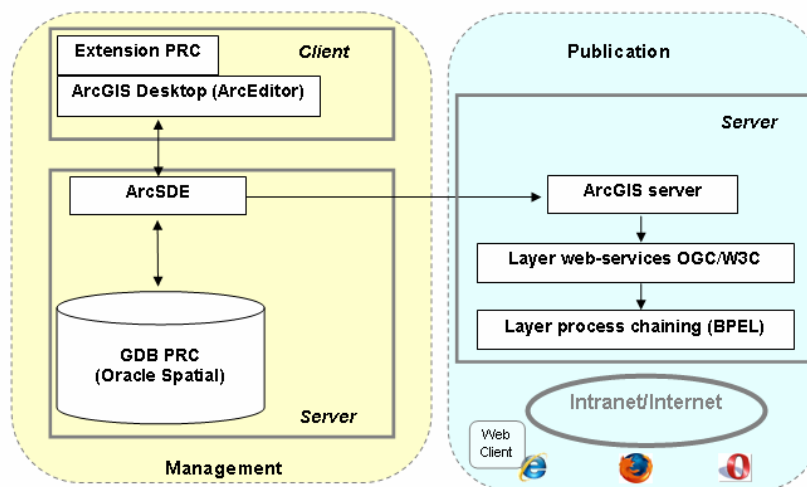 Extension PRC
Client
ArcGIS Desktop (ArcEditor)
ArcSDE
GDB PRC
(Oracle Spatial)
Server
Management
Publication
Server
ArcGIS server
Layer web-services OGC/W3C
Layer process chaining (BPEL)
Intranet/Internet
Web
Client